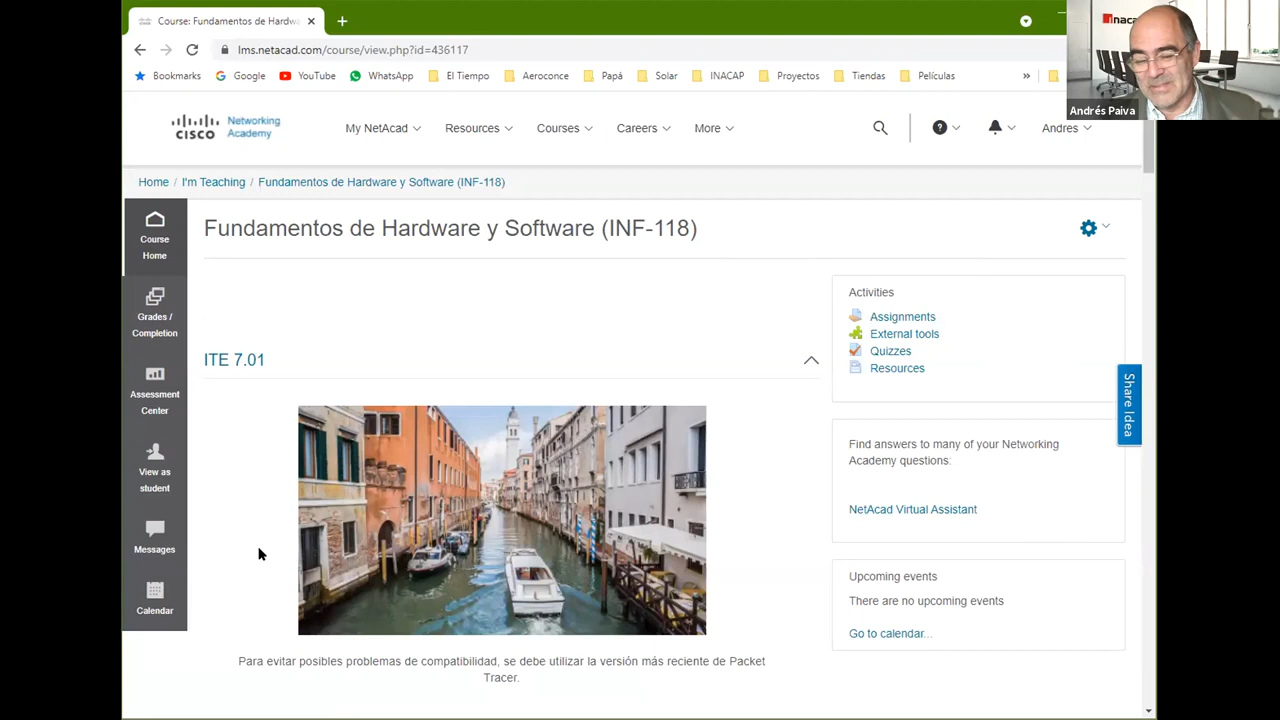 Course: Fundamentos de Hardwa
lms.netacad.com/course/view.php?id=436117
Bookmarks Google YouTube WhatsApp El Tiempo Aeroconce Papá Solar INACAP Proyectos Tiendas Películas »
Andrés Paiva
CISCO Networking Academy
My NetAcad Resources Courses Careers More Andres
Home / I'm Teaching / Fundamentos de Hardware y Software (INF-118)
Course Home
Grades / Completion
Assessment Center
View as student
Messages
Calendar
Fundamentos de Hardware y Software (INF-118)
ITE 7.01
Para evitar posibles problemas de compatibilidad, se debe utilizar la versión más reciente de Packet
Tracer.
Activities
Assignments
External tools
Quizzes
Resources
Share Idea
Find answers to many of your Networking
Academy questions:
NetAcad Virtual Assistant
Upcoming events
There are no upcoming events
Go to calendar...